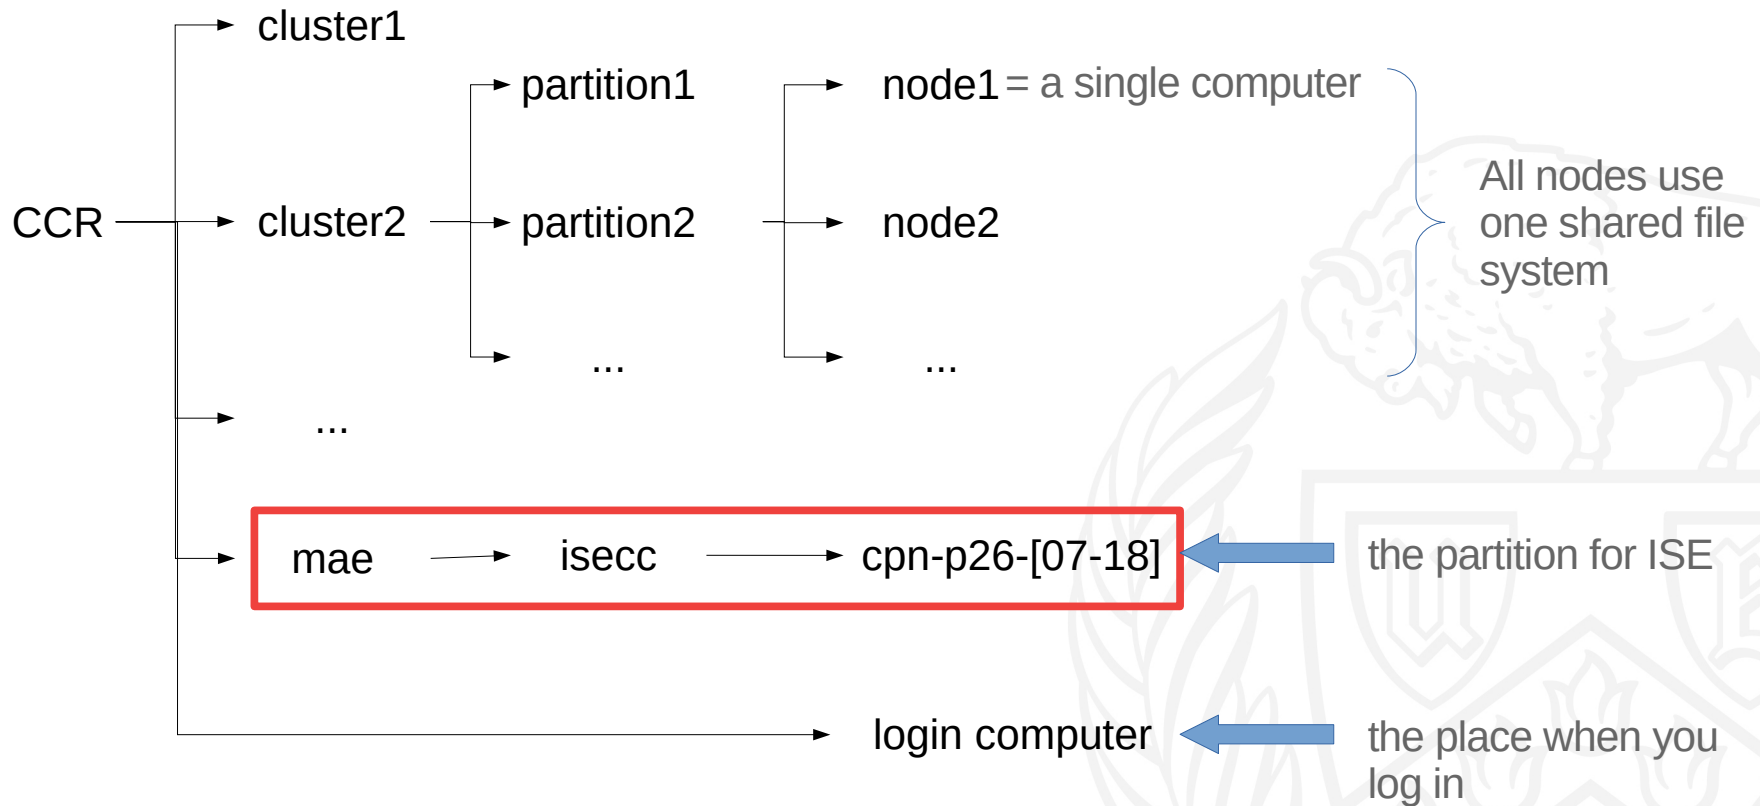 cluster1
partition1
node1 = a single computer
All nodes use
one shared file
system
CCR
cluster2
partition2
node2
...
...
...
mae
isecc
cpn-p26-[07-18]
the partition for ISE
login computer
the place when you
log in